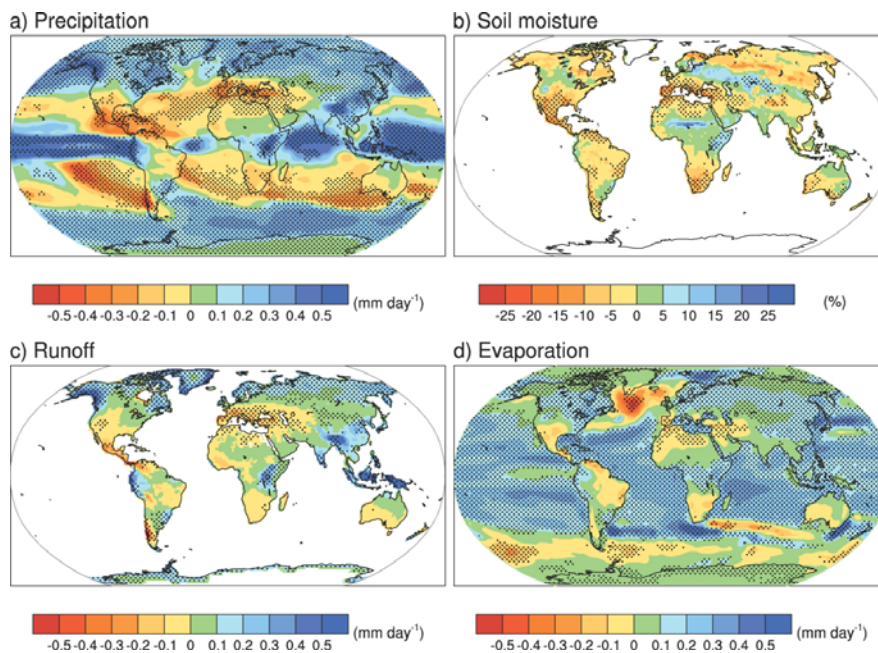 a) Precipitation
b) Soil moisture
-0.5 -0.4 -0.3 -0.2 -0.1 0 0.1 0.2 0.3 0.4 0.5 (mm day⁻¹)
-25 -20 -15 -10 -5 0 5 10 15 20 25 (%)
c) Runoff
d) Evaporation
-0.5 -0.4 -0.3 -0.2 -0.1 0 0.1 0.2 0.3 0.4 0.5 (mm day⁻¹)
-0.5 -0.4 -0.3 -0.2 -0.1 0 0.1 0.2 0.3 0.4 0.5 (mm day⁻¹)